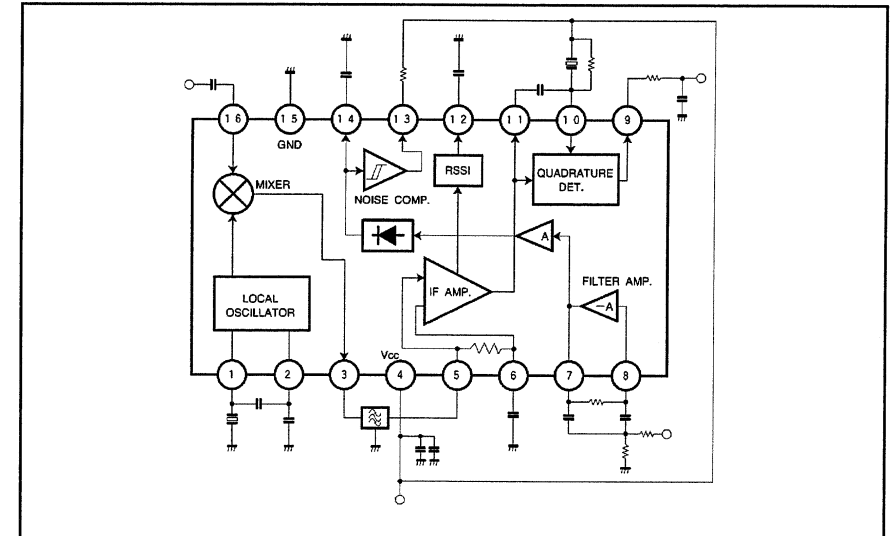 16 15 14 13 12 11 10 9
GND
MIXER
NOISE COMP.
RSSI
QUADRATURE
DET.
A
FILTER AMP.
IF AMP.
-A
LOCAL
OSCILLATOR
Vcc
1 2 3 4 5 6 7 8